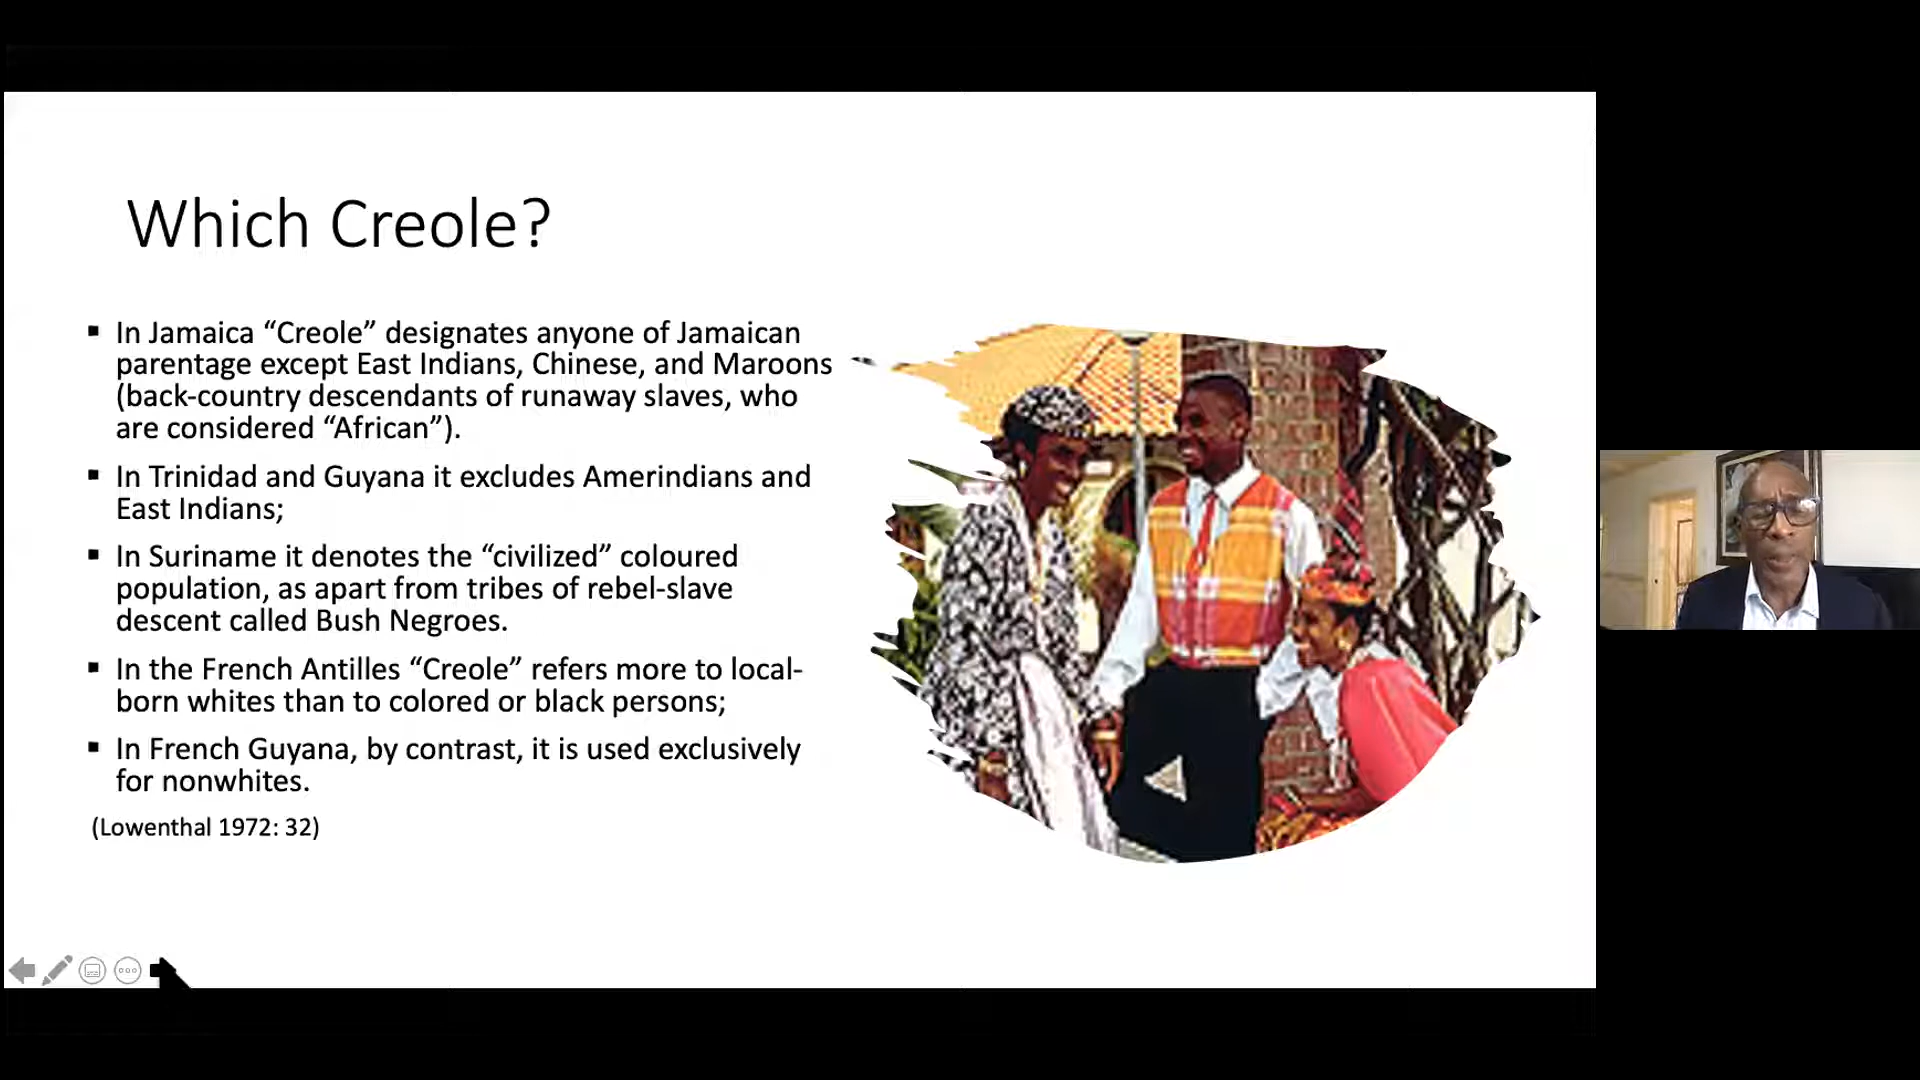 Which Creole?
In Jamaica “Creole” designates anyone of Jamaican
parentage except East Indians, Chinese, and Maroons
(back-country descendants of runaway slaves, who
are considered “African”).
In Trinidad and Guyana it excludes Amerindians and
East Indians;
In Suriname it denotes the “civilized” coloured
population, as apart from tribes of rebel-slave
descent called Bush Negroes.
In the French Antilles “Creole” refers more to local-
born whites than to colored or black persons;
In French Guyana, by contrast, it is used exclusively
for nonwhites.
(Lowenthal 1972: 32)